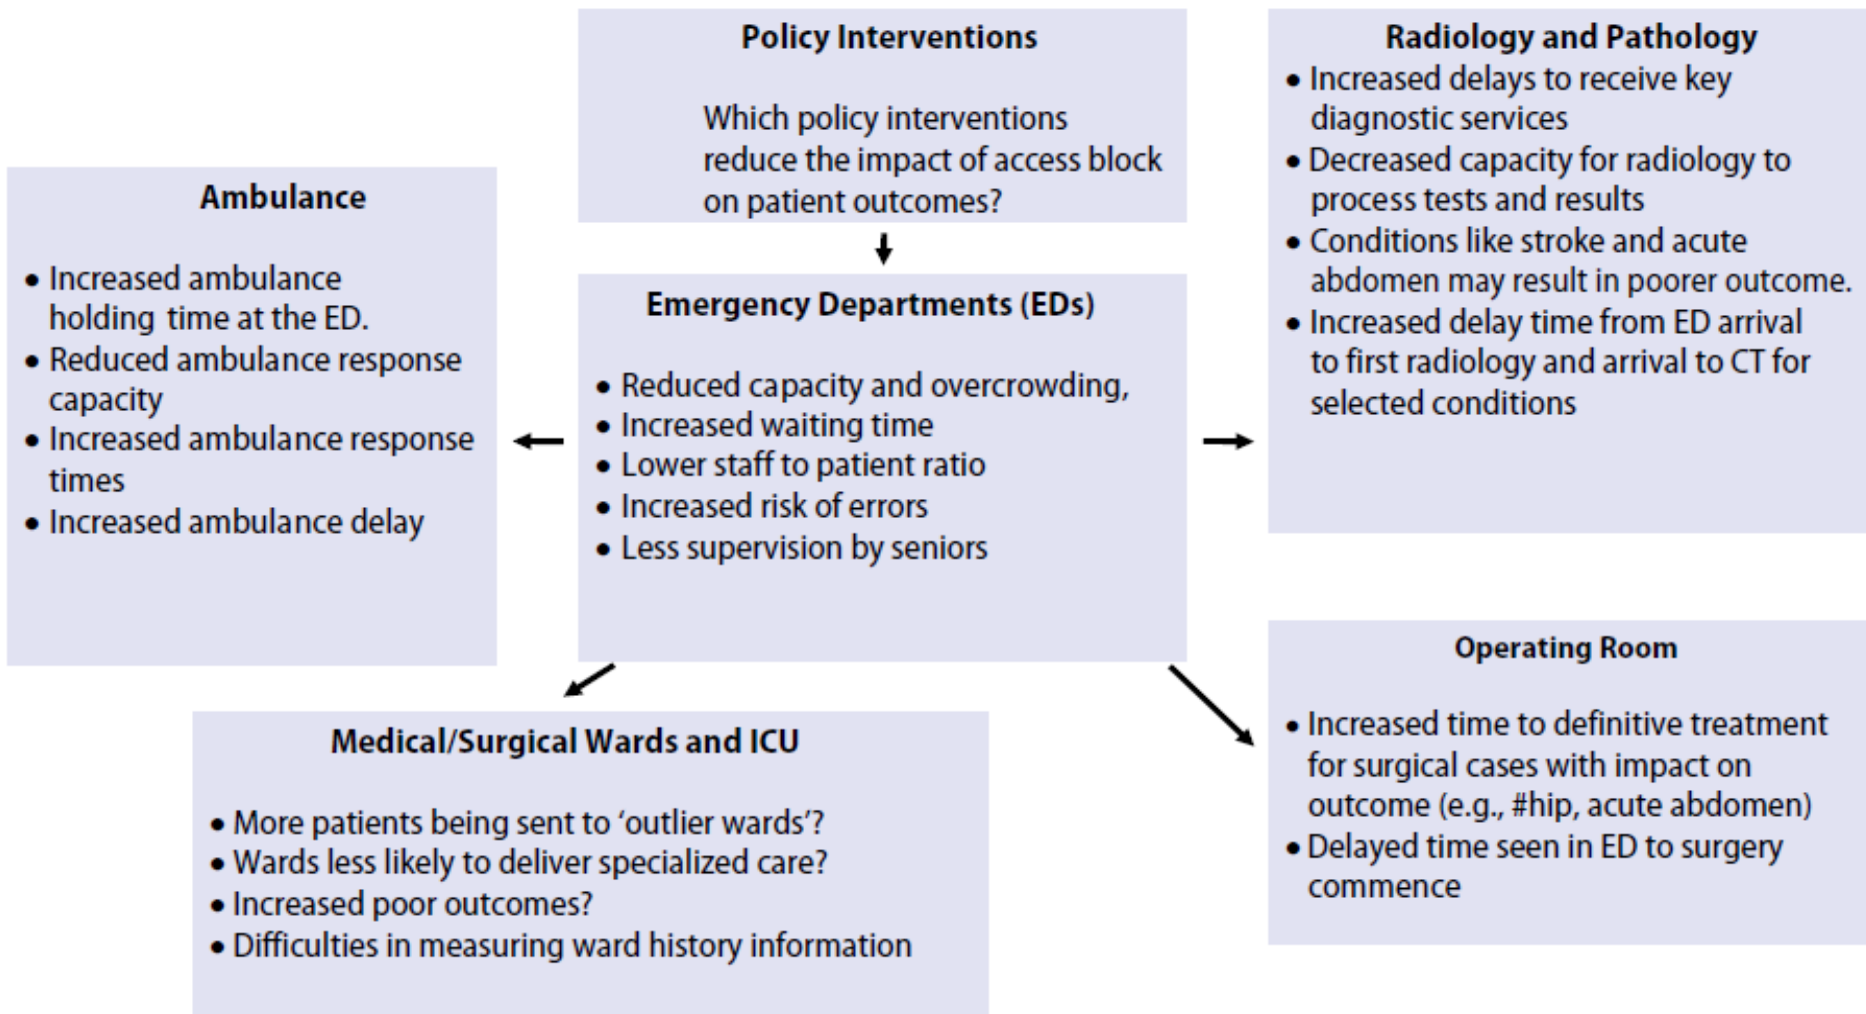 Policy Interventions
Which policy interventions
reduce the impact of access block
on patient outcomes?
Radiology and Pathology
• Increased delays to receive key
diagnostic services
• Decreased capacity for radiology to
process tests and results
• Conditions like stroke and acute
abdomen may result in poorer outcome.
• Increased delay time from ED arrival
to first radiology and arrival to CT for
selected conditions
Ambulance
• Increased ambulance
holding time at the ED.
• Reduced ambulance response
capacity
• Increased ambulance response
times
• Increased ambulance delay
Emergency Departments (EDs)
• Reduced capacity and overcrowding,
• Increased waiting time
• Lower staff to patient ratio
• Increased risk of errors
• Less supervision by seniors
Medical/Surgical Wards and ICU
• More patients being sent to ‘outlier wards’?
• Wards less likely to deliver specialized care?
• Increased poor outcomes?
• Difficulties in measuring ward history information
Operating Room
• Increased time to definitive treatment
for surgical cases with impact on
outcome (e.g., #hip, acute abdomen)
• Delayed time seen in ED to surgery
commence